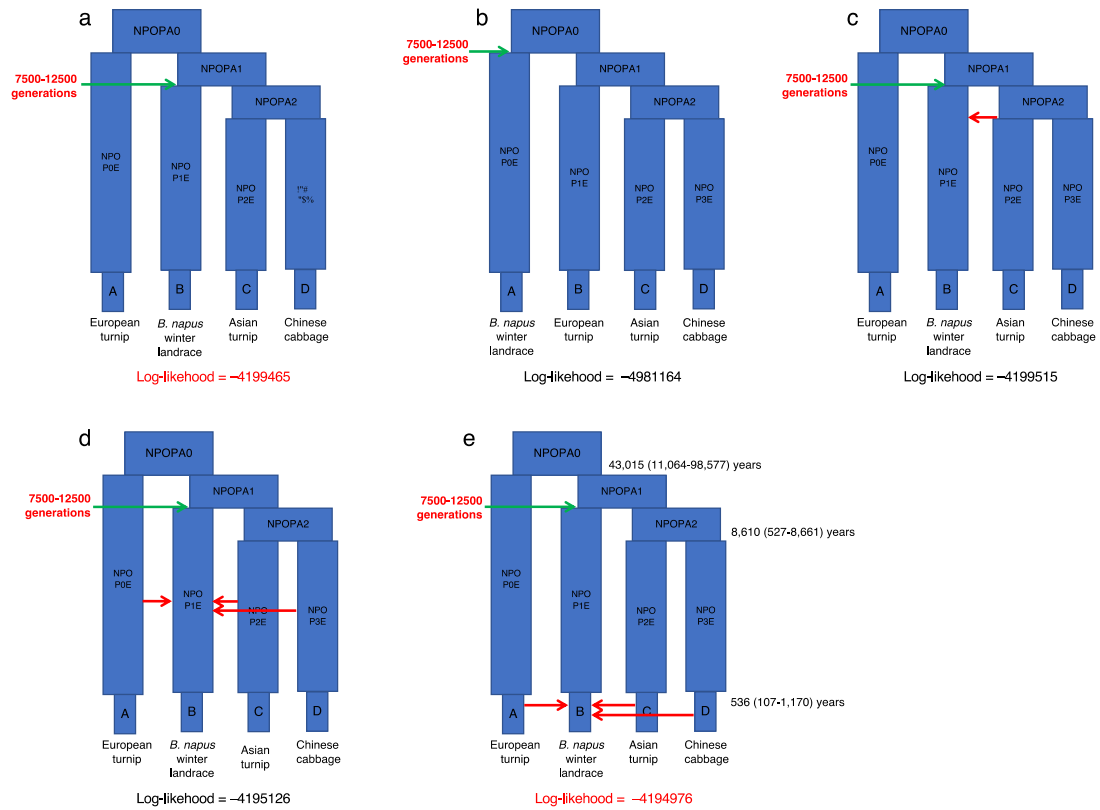 a
NPOPA0
7500-12500
generations
NPOPA1
NPOPA2
NPO
P0E
NPO
P1E
NPO
P2E
!"#
"$%
A
B
C
D
European
turnip
B. napus
winter
landrace
Asian
turnip
Chinese
cabbage
Log-likehood = –4199465
b
NPOPA0
7500-12500
generations
NPOPA1
NPOPA2
NPO
P0E
NPO
P1E
NPO
P2E
NPO
P3E
A
B
C
D
B. napus
winter
landrace
European
turnip
Asian
turnip
Chinese
cabbage
Log-likehood = –4981164
c
NPOPA0
7500-12500
generations
NPOPA1
NPOPA2
NPO
P0E
NPO
P1E
NPO
P2E
NPO
P3E
A
B
C
D
European
turnip
B. napus
winter
landrace
Asian
turnip
Chinese
cabbage
Log-likehood = –4199515
d
NPOPA0
7500-12500
generations
NPOPA1
NPOPA2
NPO
P0E
NPO
P1E
NPO
P2E
NPO
P3E
A
B
C
D
European
turnip
B. napus
winter
landrace
Asian
turnip
Chinese
cabbage
Log-likehood = –4195126
e
NPOPA0
43,015 (11,064-98,577) years
7500-12500
generations
NPOPA1
NPOPA2
8,610 (527-8,661) years
NPO
P0E
NPO
P1E
NPO
P2E
NPO
P3E
536 (107-1,170) years
A
B
C
D
European
turnip
B. napus
winter
landrace
Asian
turnip
Chinese
cabbage
Log-likehood = –4194976